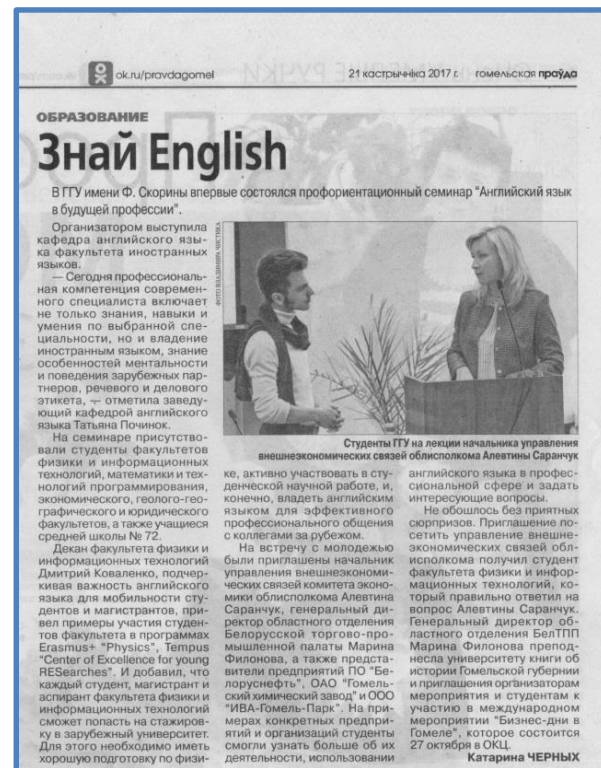 ok.ru/pravdagomel
21 кастрычніка 2017 г.
гомельская праўда
ОБРАЗОВАНИЕ
Знай English
В ГГУ имени Ф. Скорины впервые состоялся профориентационный семинар "Английский язык
в будущей профессии".
Организатором выступила
кафедра английского язы-
ка факультета иностранных
языков.
— Сегодня профессиональ-
ная компетенция современ-
ного специалиста включает
не только знания, навыки и
умения по выбранной спе-
циальности, но и владение
иностранным языком, знание
особенностей ментальности
и поведения зарубежных пар-
тнеров, речевого и делового
этикета, — отметила заведу-
ющий кафедрой английского
языка Татьяна Починок.
На семинаре присутство-
вали студенты факультетов
физики и информационных
технологий, математики и тех-
нологий программирования,
экономического, геолого-гео-
графического и юридического
факультетов, а также учащиеся
средней школы № 72.
Декан факультета физики и
информационных технологий
Дмитрий Коваленко, подчер-
кивая важность английского
языка для мобильности сту-
дентов и магистрантов, при-
вел примеры участия студен-
тов факультета в программах
Erasmus+ "Physics", Tempus
"Center of Excellence for young
RESearches". И добавил, что
каждый студент, магистрант и
аспирант факультета физики и
информационных технологий
сможет попасть на стажиров-
ку в зарубежный университет.
Для этого необходимо иметь
хорошую подготовку по физи-
ФОТО ВЛАДИМИРА ЧИСТИКА
Студенты ГГУ на лекции начальника управления
внешнеэкономических связей облисполкома Алевтины Саранчук
ке, активно участвовать в сту-
денческой научной работе, и,
конечно, владеть английским
языком для эффективного
профессионального общения
с коллегами за рубежом.
На встречу с молодежью
были приглашены начальник
управления внешнеэкономи-
ческих связей комитета эконо-
мики облисполкома Алевтина
Саранчук, генеральный ди-
ректор областного отделения
Белорусской торгово-про-
мышленной палаты Марина
Филонова, а также предста-
вители предприятий ПО "Бе-
лоруснефть", ОАО "Гомель-
ский химический завод" и ООО
"ИВА-Гомель-Парк". На при-
мерах конкретных предпри-
ятий и организаций студенты
смогли узнать больше об их
деятельности, использовании
английского языка в профес-
сиональной сфере и задать
интересующие вопросы.
Не обошлось без приятных
сюрпризов. Приглашение по-
сетить управление внешне-
экономических связей обл-
исполкома получил студент
факультета физики и инфор-
мационных технологий, ко-
торый правильно ответил на
вопрос Алевтины Саранчук.
Генеральный директор об-
ластного отделения БелТПП
Марина Филонова препод-
несла университету книги об
истории Гомельской губернии
и приглашения организаторам
мероприятия и студентам к
участию в международном
мероприятии "Бизнес-дни в
Гомеле", которое состоится
27 октября в ОКЦ.
Катарина ЧЕРНЫХ